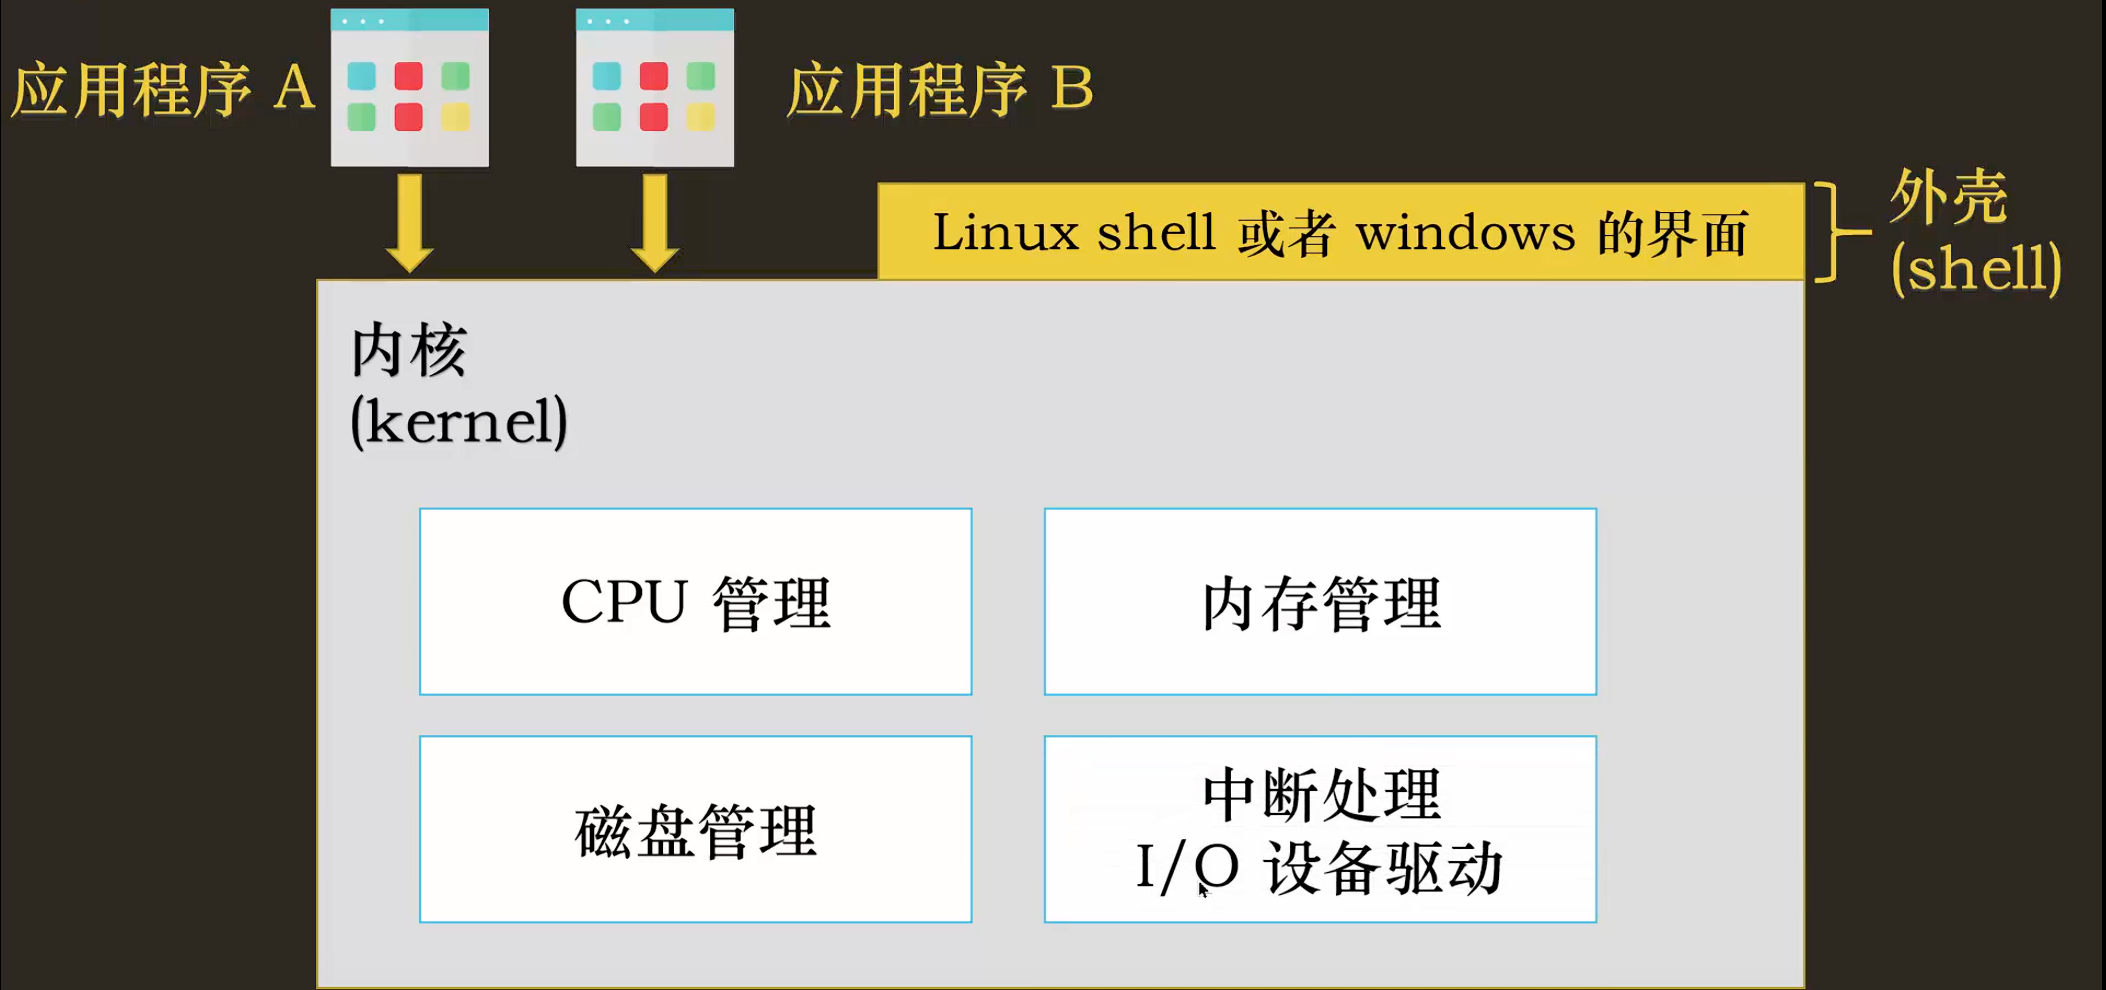 应用程序 A
应用程序 B
Linux shell 或者 windows 的界面
外壳
(shell)
内核
(kernel)
CPU 管理
内存管理
磁盘管理
中断处理
I/O 设备驱动